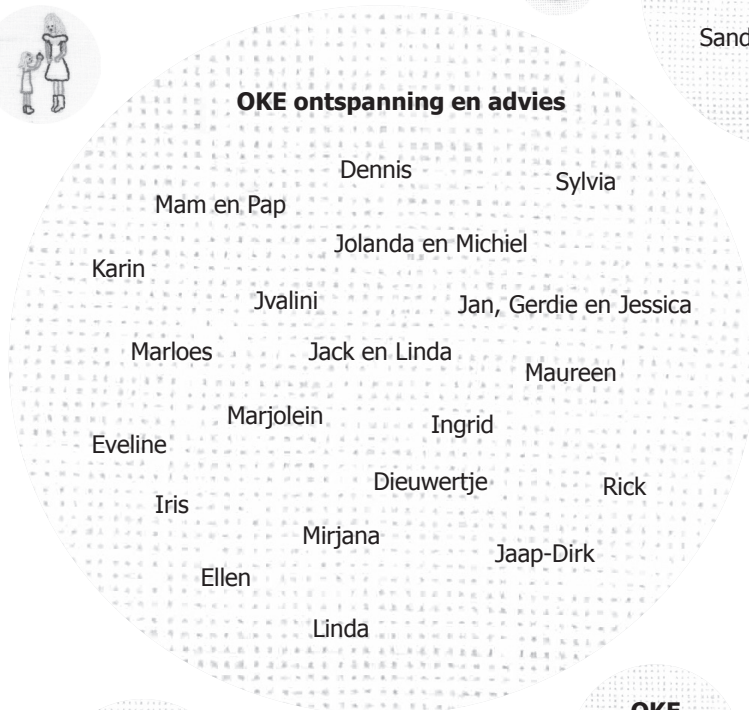 Sand
OKE ontspanning en advies
Dennis
Sylvia
Mam en Pap
Jolanda en Michiel
Karin
Jvalini
Jan, Gerdie en Jessica
Marloes
Jack en Linda
Maureen
Marjolein
Ingrid
Eveline
Dieuwertje
Rick
Iris
Mirjana
Jaap-Dirk
Ellen
Linda
OKE